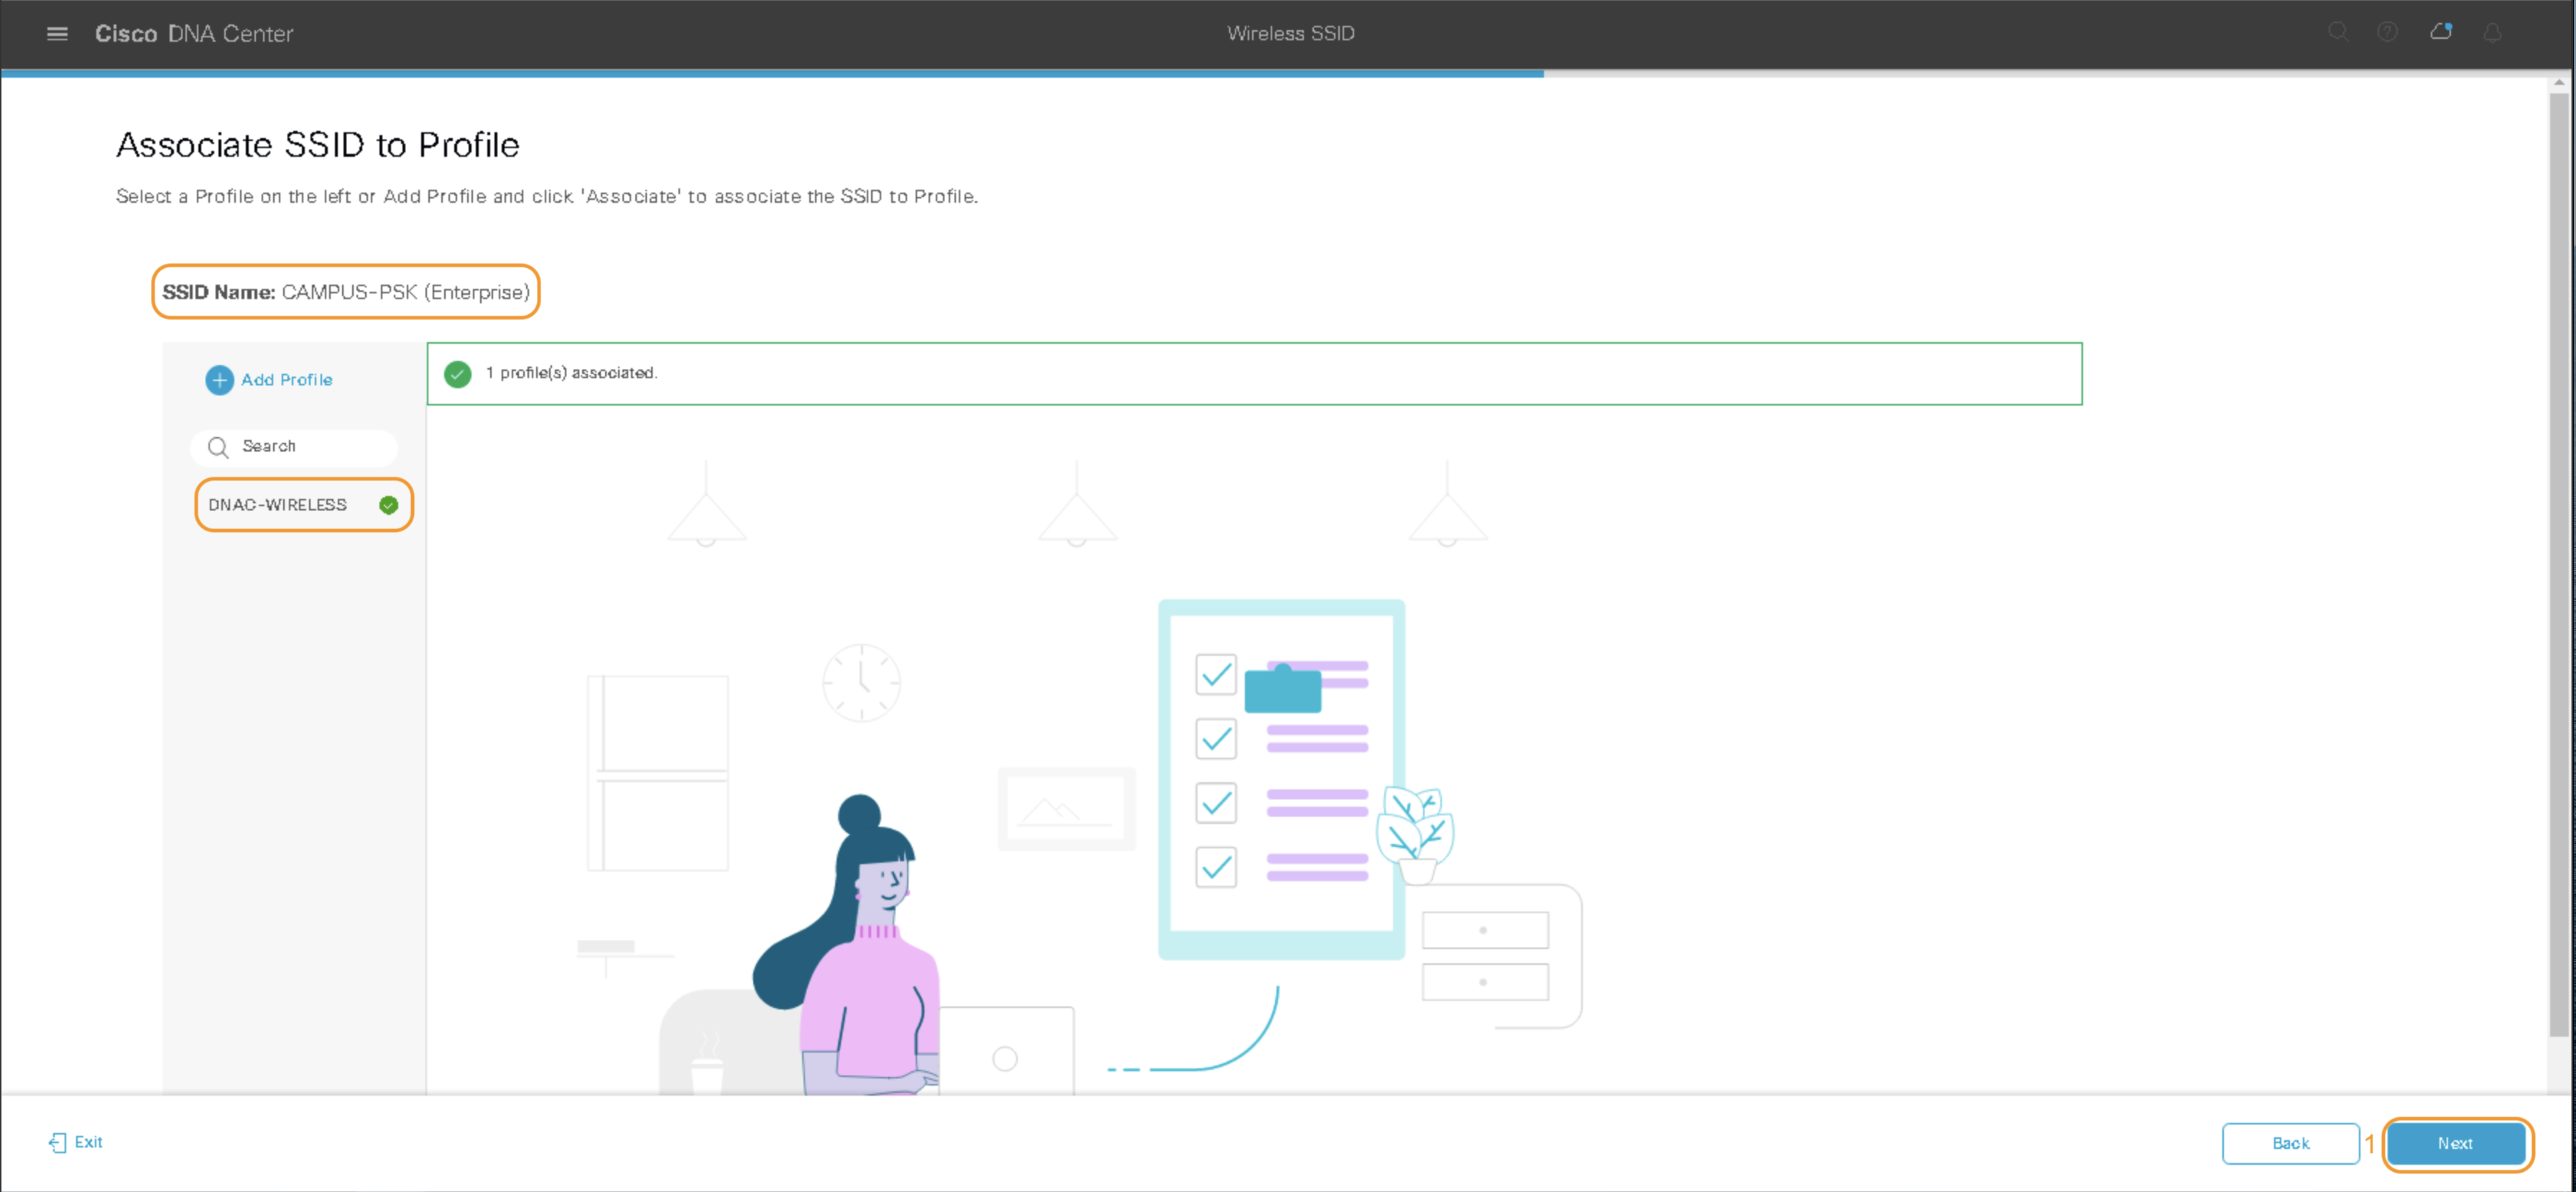 Cisco DNA Center
Wireless SSID
Associate SSID to Profile
Select a Profile on the left or Add Profile and click 'Associate' to associate the SSID to Profile.
SSID Name: CAMPUS-PSK (Enterprise)
Add Profile
1 profile(s) associated.
Search
DNAC-WIRELESS
Exit
Back
1
Next